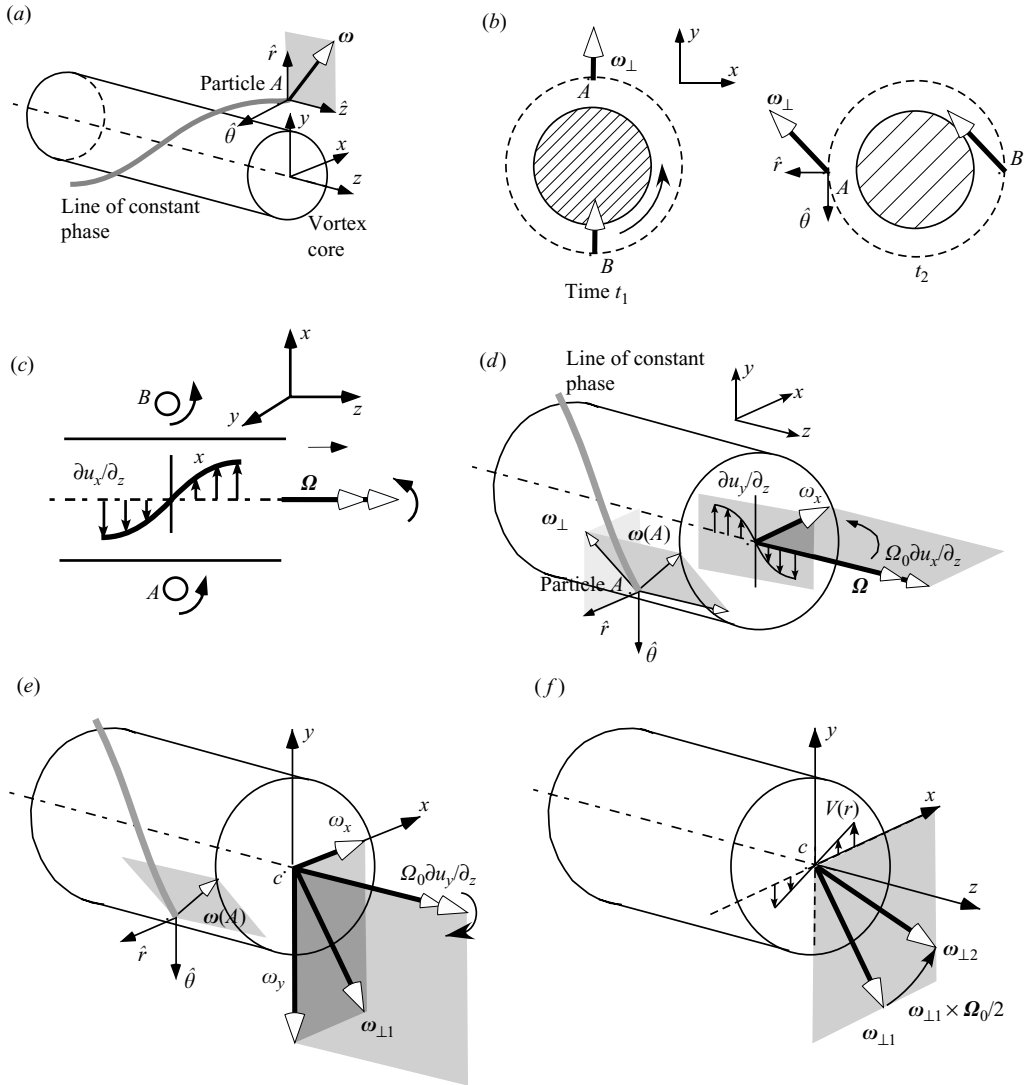 (a)
ω
r̂
Particle A
ẑ
θ̂
y
x
z
Line of constant
phase
Vortex
core
(b)
y
x
ω⊥
A
B
Time t1
ω⊥
r̂
A
θ̂
B
t2
(c)
x
B
z
y
∂ux/∂z
x
Ω
A
(d)
Line of constant
phase
y
x
z
∂uy/∂z
ωx
ω⊥
ω(A)
Ω0∂ux/∂z
Particle A
Ω
r̂
θ̂
(e)
y
x
ωx
c
Ω0∂uy/∂z
ω(A)
r̂
θ̂
ωy
ω⊥1
(f)
y
x
V(r)
c
z
ω⊥2
ω⊥1 × Ω0/2
ω⊥1